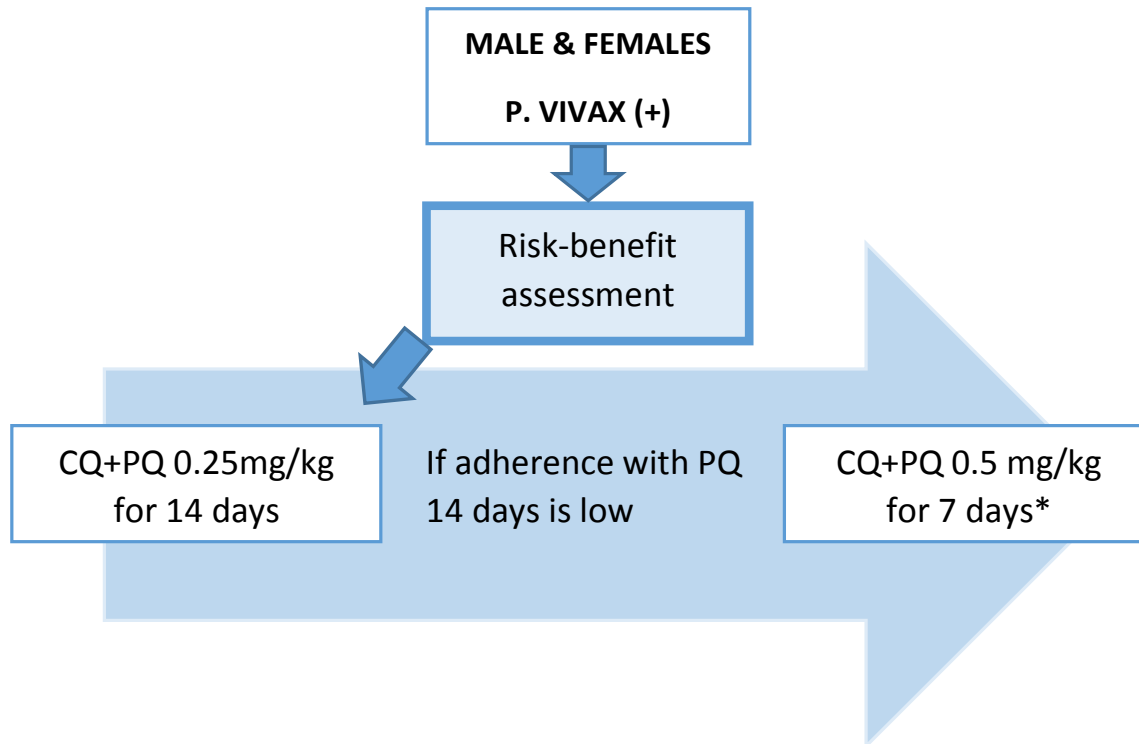 MALE & FEMALES
P. VIVAX (+)
Risk-benefit
assessment
CQ+PQ 0.25mg/kg
for 14 days
If adherence with PQ
14 days is low
CQ+PQ 0.5 mg/kg
for 7 days*